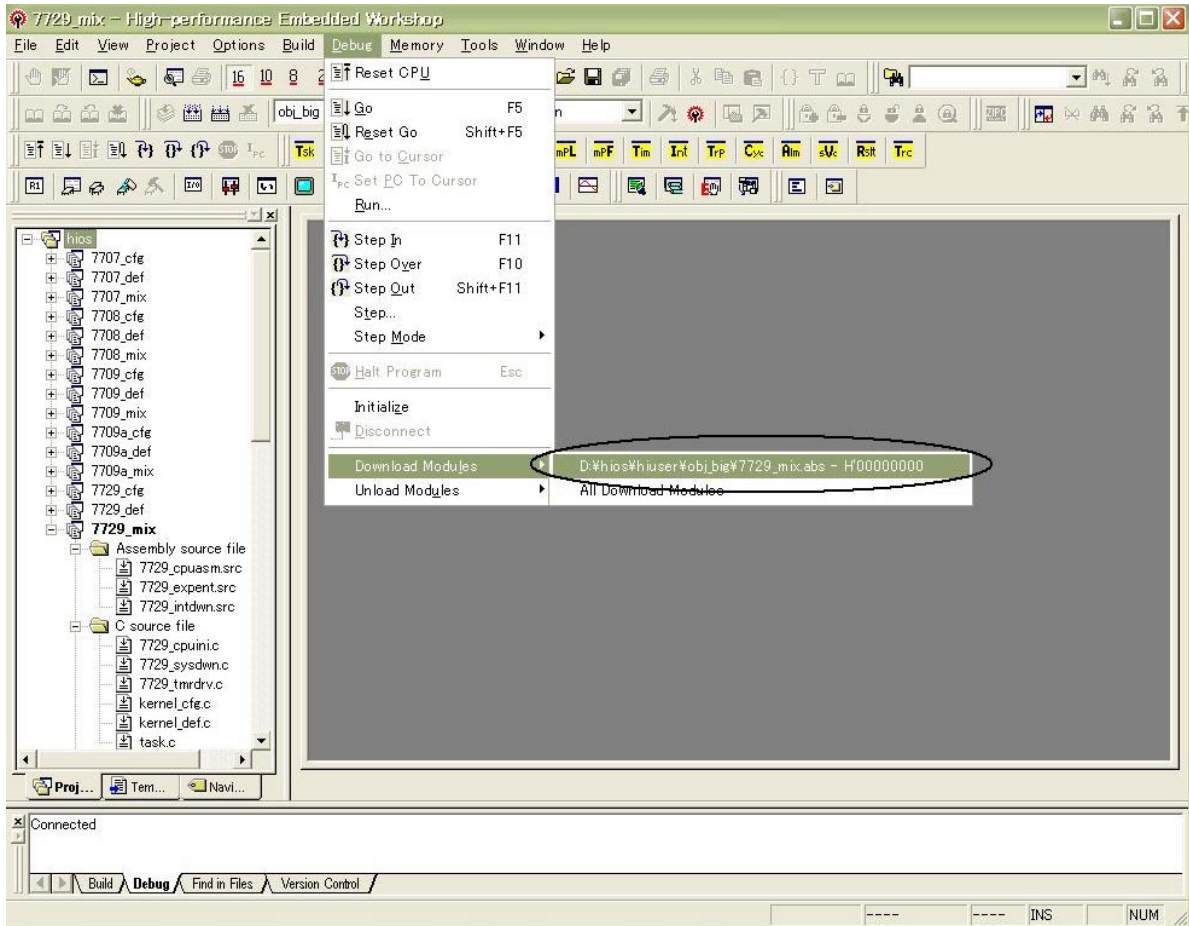 7729_mix - High-performance Embedded Workshop
File Edit View Project Options Build Debug Memory Tools Window Help
16 10 8 2
obj_big
n
I PC
Tsk
mPL mPF Tim Int Trp Cyc Alm sVc Rstt Trc
R1
I/O
Reset CPU
Go F5
Reset Go Shift+F5
Go to Cursor
Set PC To Cursor
Run...
Step In F11
Step Over F10
Step Out Shift+F11
Step...
Step Mode
Halt Program Esc
Initialize
Disconnect
Download Modules
Unload Modules
D:¥hios¥hiuser¥obj_big¥7729_mix.abs - H'00000000
All Download Modules
hios
7707_cfg
7707_def
7707_mix
7708_cfg
7708_def
7708_mix
7709_cfg
7709_def
7709_mix
7709a_cfg
7709a_def
7709a_mix
7729_cfg
7729_def
7729_mix
Assembly source file
7729_cpuasm.src
7729_expent.src
7729_intdwn.src
C source file
7729_cpuini.c
7729_sysdwn.c
7729_tmrdrv.c
kernel_cfg.c
kernel_def.c
task.c
Proj... Tem... Navi...
Connected
Build Debug Find in Files Version Control
---- ---- INS NUM